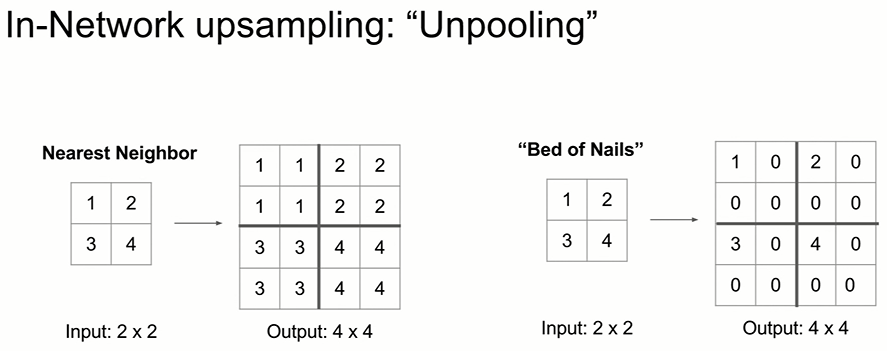 In-Network upsampling: “Unpooling”
Nearest Neighbor
1 2
3 4
Input: 2 x 2
1 1 2 2
1 1 2 2
3 3 4 4
3 3 4 4
Output: 4 x 4
“Bed of Nails”
1 2
3 4
Input: 2 x 2
1 0 2 0
0 0 0 0
3 0 4 0
0 0 0 0
Output: 4 x 4